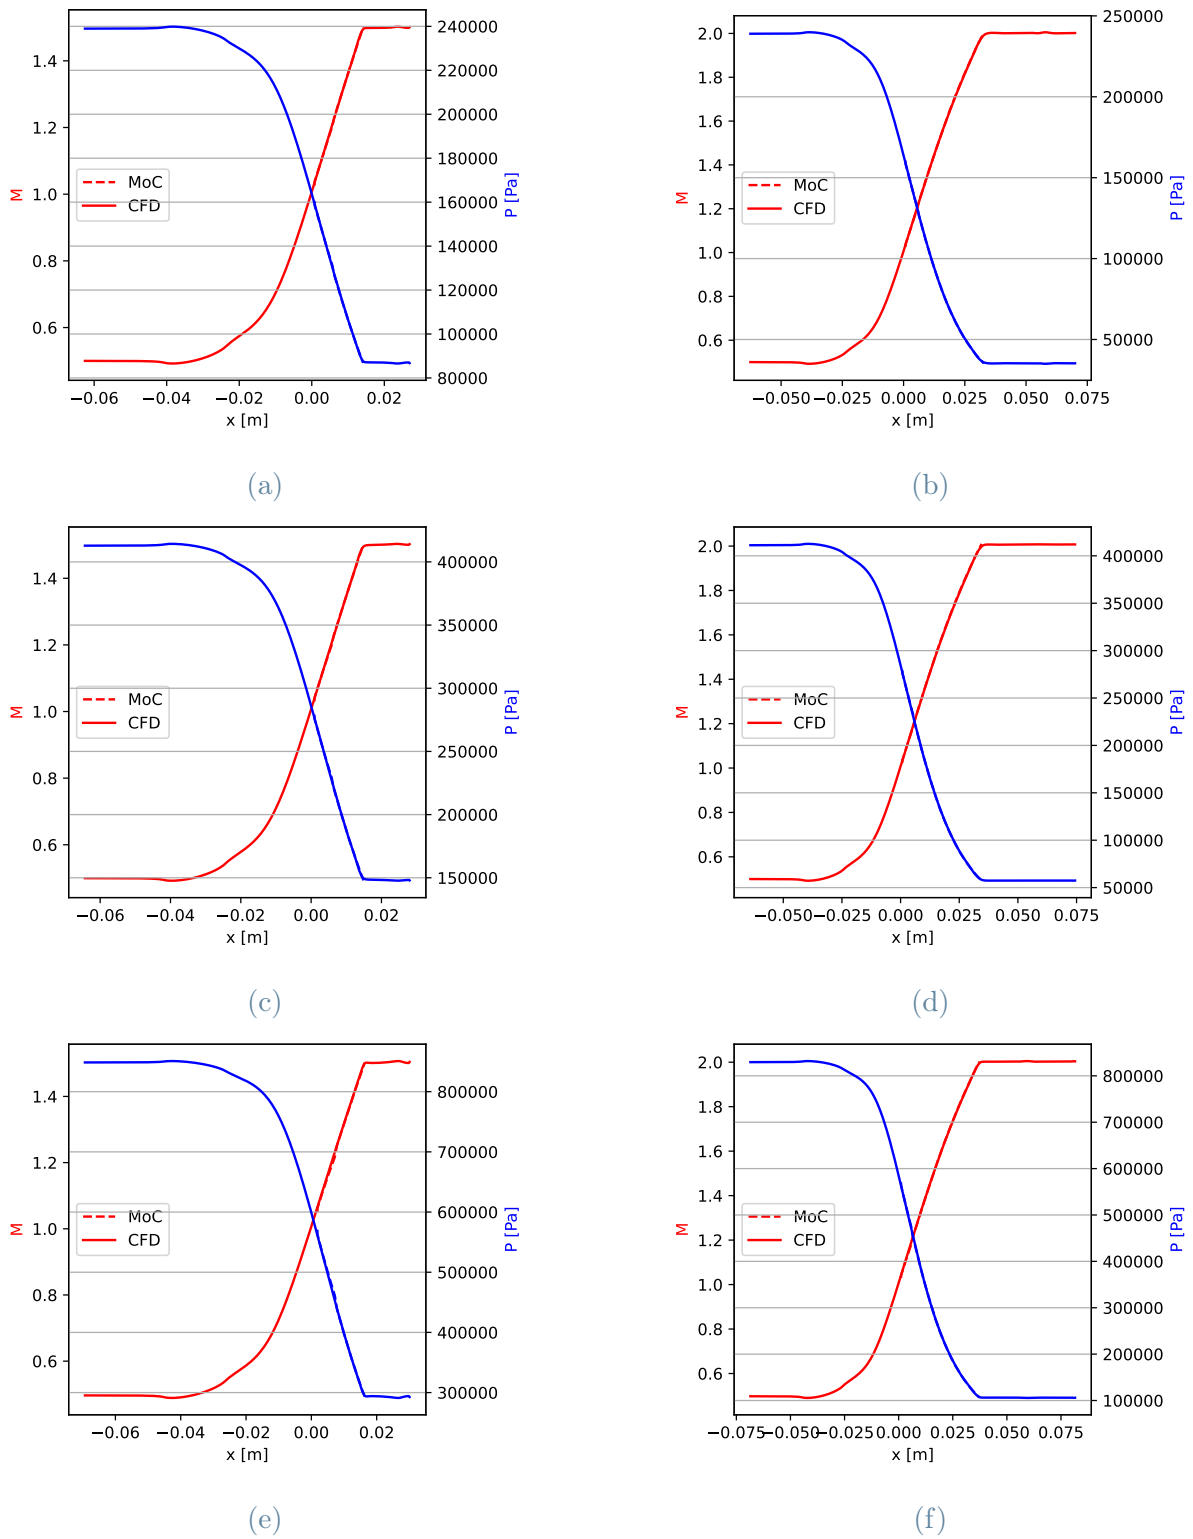 1.4
1.2
1.0
0.8
0.6
M
MoC
CFD
240000
220000
200000
180000
160000
140000
120000
100000
80000
P [Pa]
−0.06 −0.04 −0.02 0.00 0.02
x [m]
(a)
2.0
1.8
1.6
1.4
1.2
1.0
0.8
0.6
M
MoC
CFD
250000
200000
150000
100000
50000
P [Pa]
−0.050 −0.025 0.000 0.025 0.050 0.075
x [m]
(b)
1.4
1.2
1.0
0.8
0.6
M
MoC
CFD
400000
350000
300000
250000
200000
150000
P [Pa]
−0.06 −0.04 −0.02 0.00 0.02
x [m]
(c)
2.0
1.8
1.6
1.4
1.2
1.0
0.8
0.6
M
MoC
CFD
400000
350000
300000
250000
200000
150000
100000
50000
P [Pa]
−0.050 −0.025 0.000 0.025 0.050 0.075
x [m]
(d)
1.4
1.2
1.0
0.8
0.6
M
MoC
CFD
800000
700000
600000
500000
400000
300000
P [Pa]
−0.06 −0.04 −0.02 0.00 0.02
x [m]
(e)
2.0
1.8
1.6
1.4
1.2
1.0
0.8
0.6
M
MoC
CFD
800000
700000
600000
500000
400000
300000
200000
100000
P [Pa]
−0.075 −0.050 −0.025 0.000 0.025 0.050 0.075
x [m]
(f)